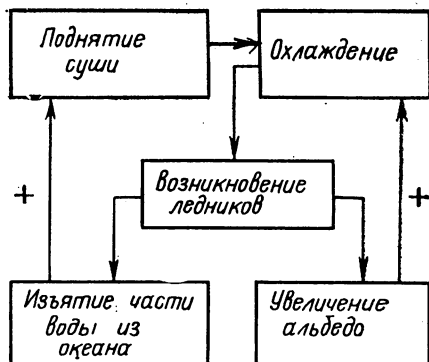 Поднятие
суши
Охлаждение
Возникновение
ледников
+
+
Изъятие части
воды из
океана
Увеличение
альбедо